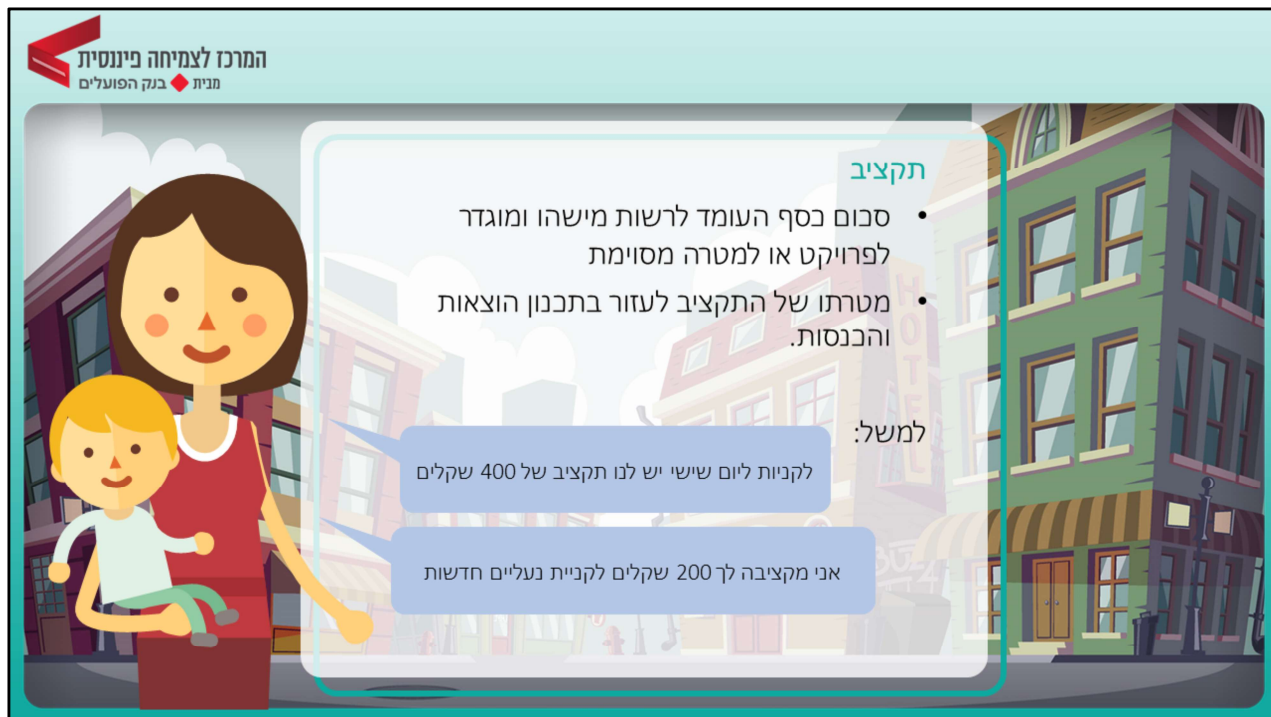 המרכז לצמיחה פיננסית
מבית בנק הפועלים
תקציב
• סכום כסף העומד לרשות מישהו ומוגדר
לפרויקט או למטרה מסוימת
• מטרתו של התקציב לעזור בתכנון הוצאות
והכנסות.
למשל:
לקניות ליום שישי יש לנו תקציב של 400 שקלים
אני מקציבה לך 200 שקלים לקניית נעליים חדשות
HOTEL